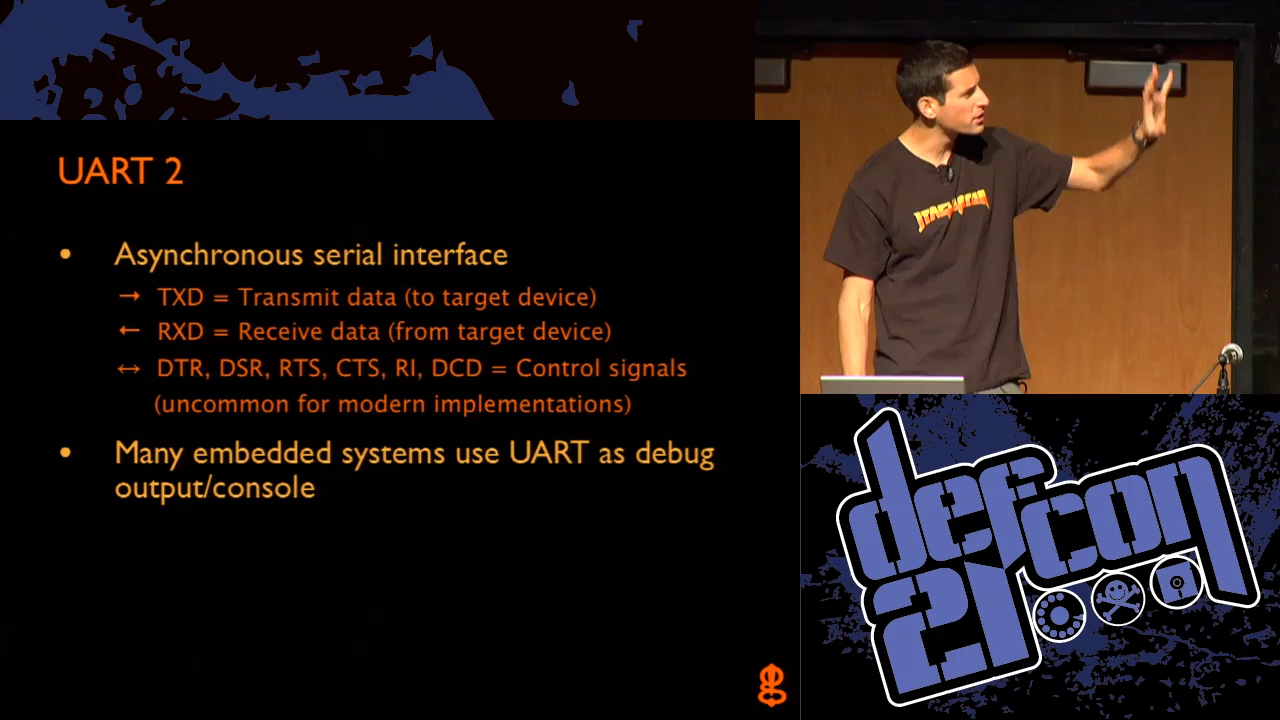 UART 2
• Asynchronous serial interface
→ TXD = Transmit data (to target device)
← RXD = Receive data (from target device)
↔ DTR, DSR, RTS, CTS, RI, DCD = Control signals
(uncommon for modern implementations)
• Many embedded systems use UART as debug
output/console
defcon
21